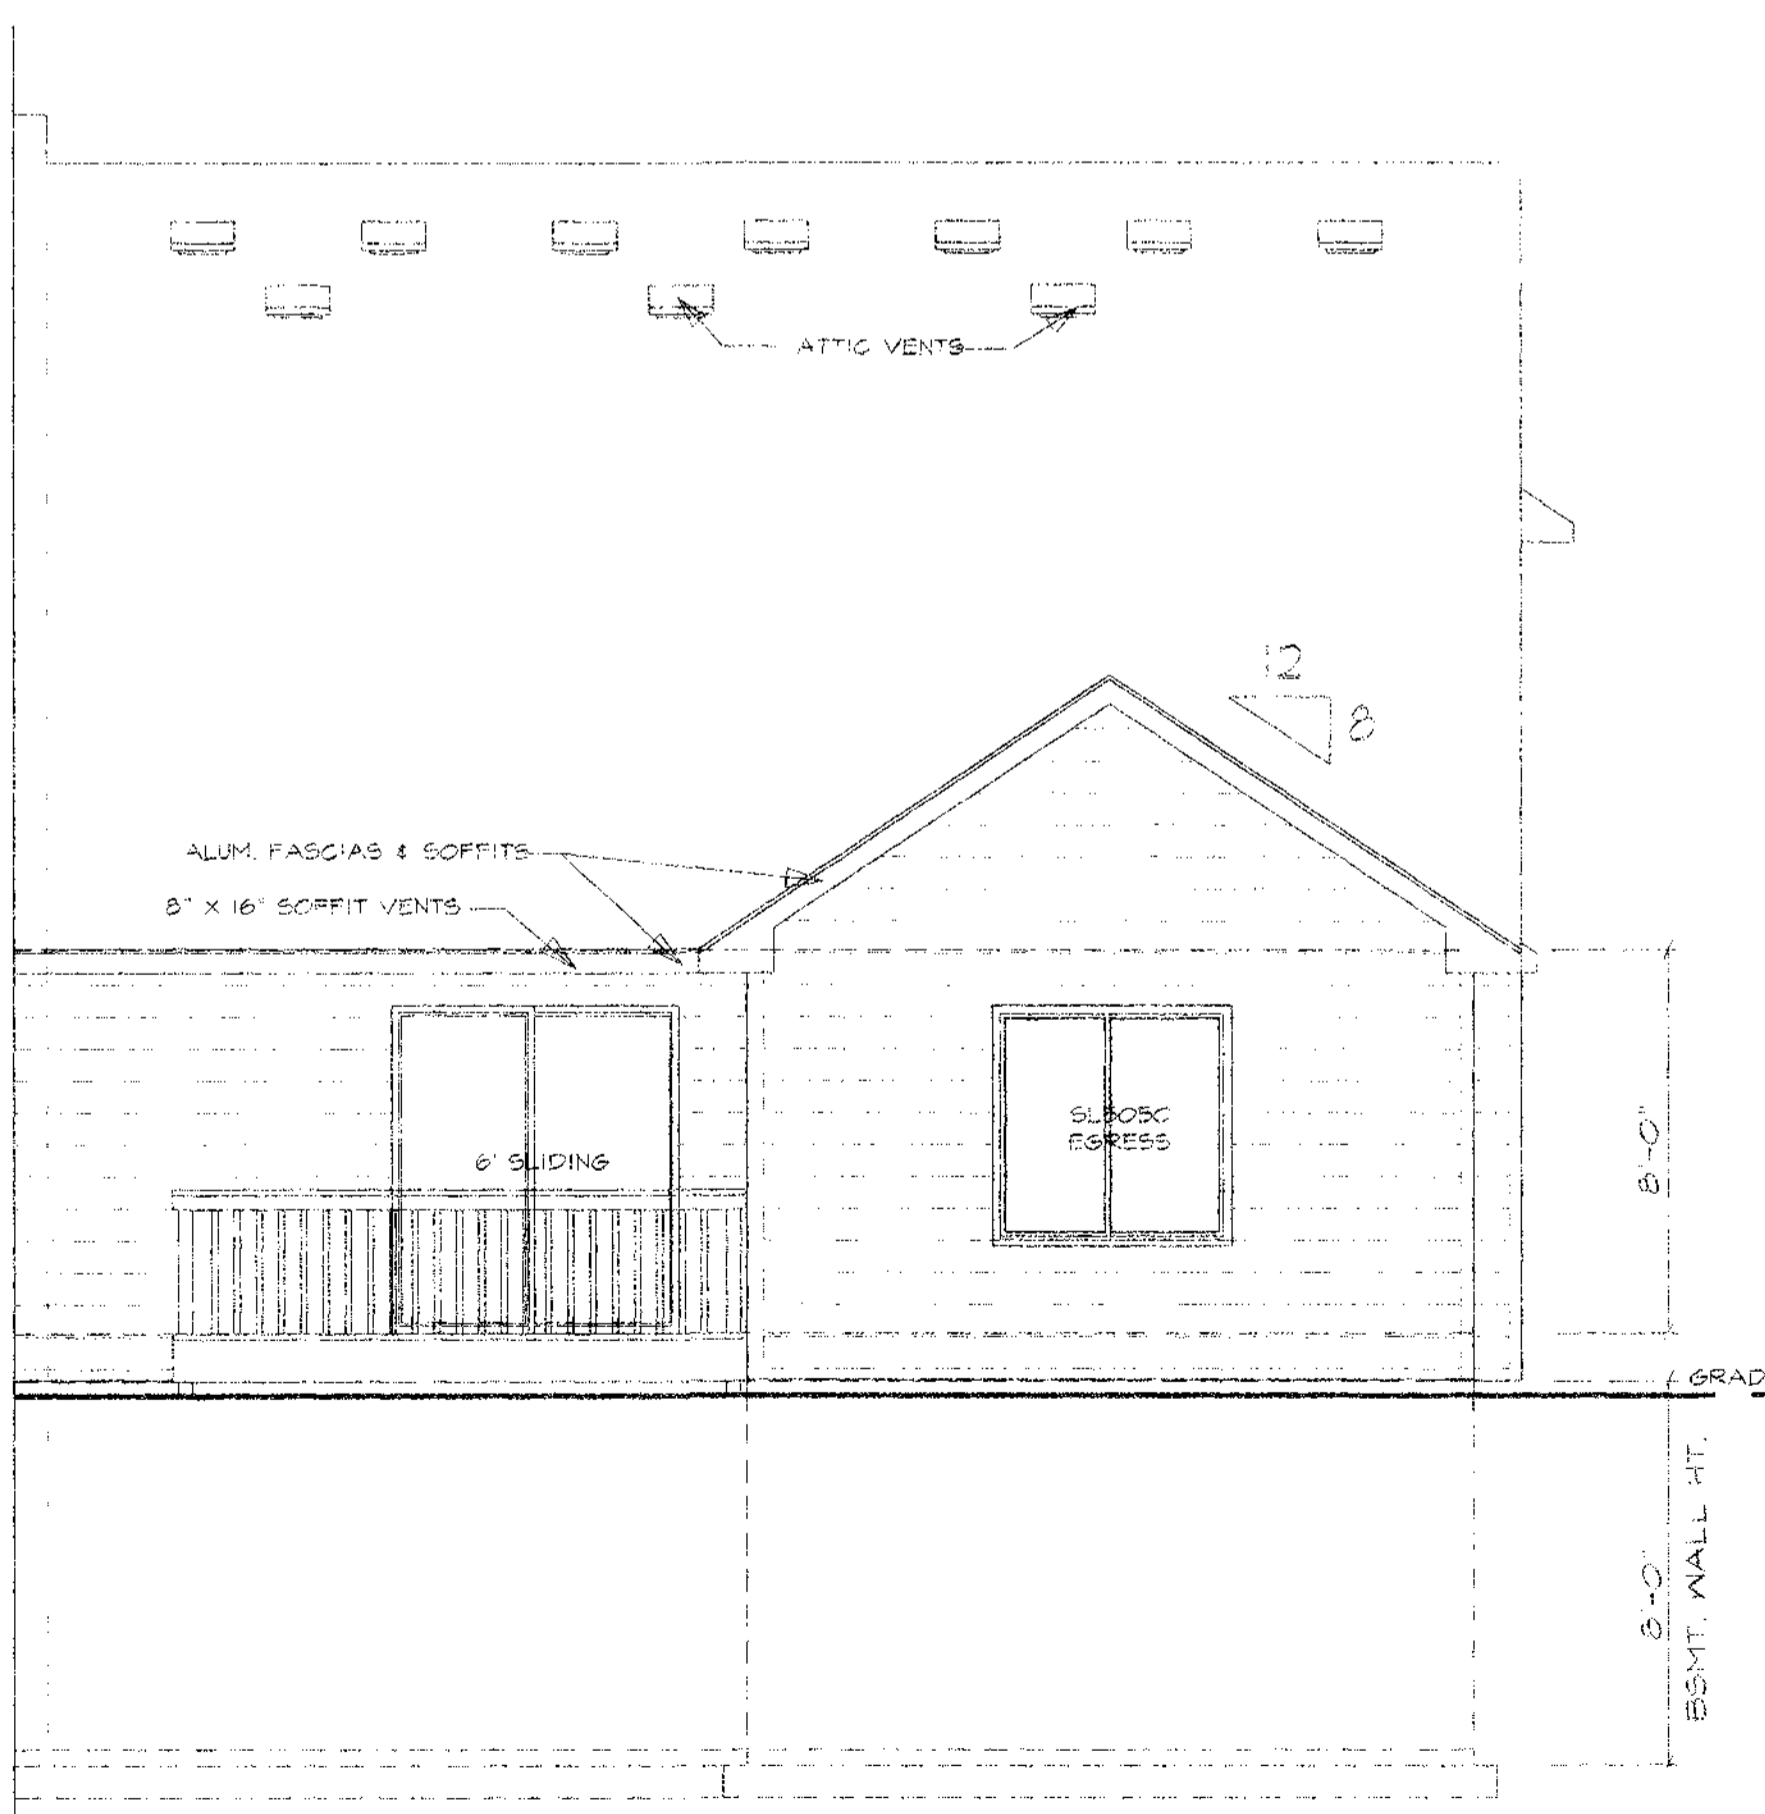 ATTIC VENTS
12
8
ALUM. FASCIAS & SOFFITS
8" X 16" SOFFIT VENTS
6' SLIDING
EGRESS
8'-0"
GRAD
8'-0"
BSMT. WALL HT.